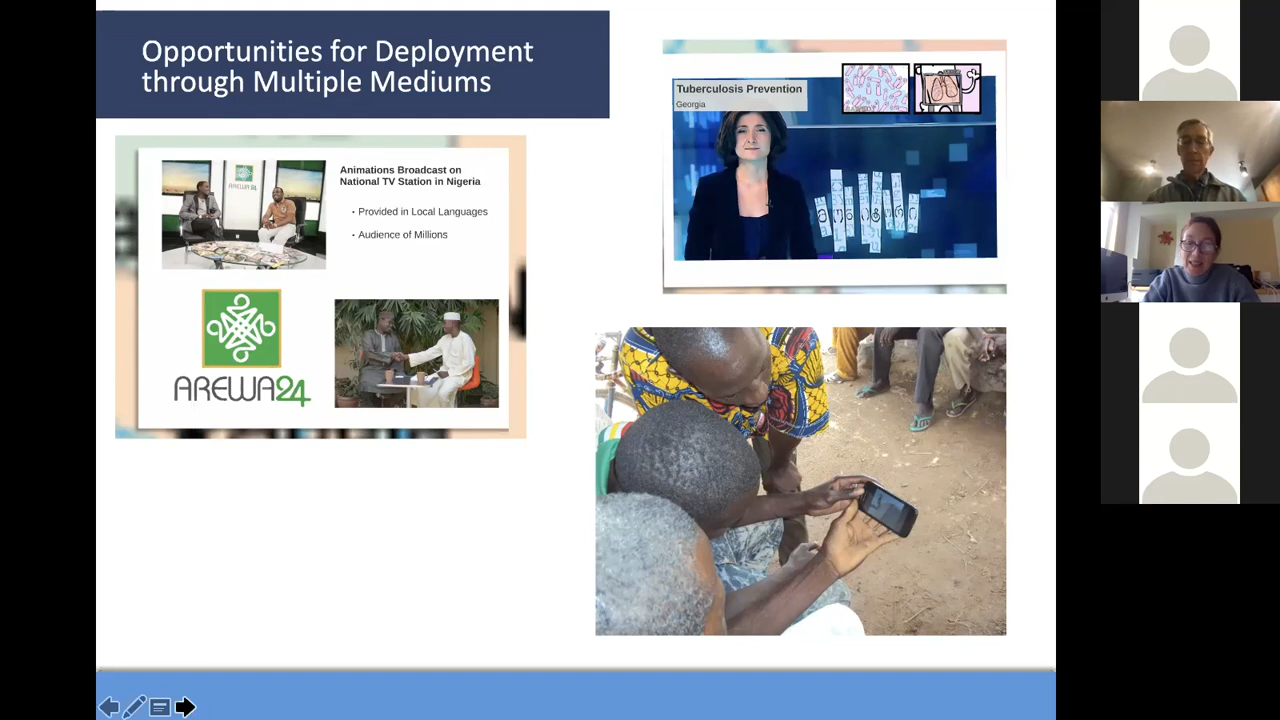 Opportunities for Deployment
through Multiple Mediums
Animations Broadcast on
National TV Station in Nigeria
• Provided in Local Languages
• Audience of Millions
AREWA24
AREWA24
Tuberculosis Prevention
Georgia